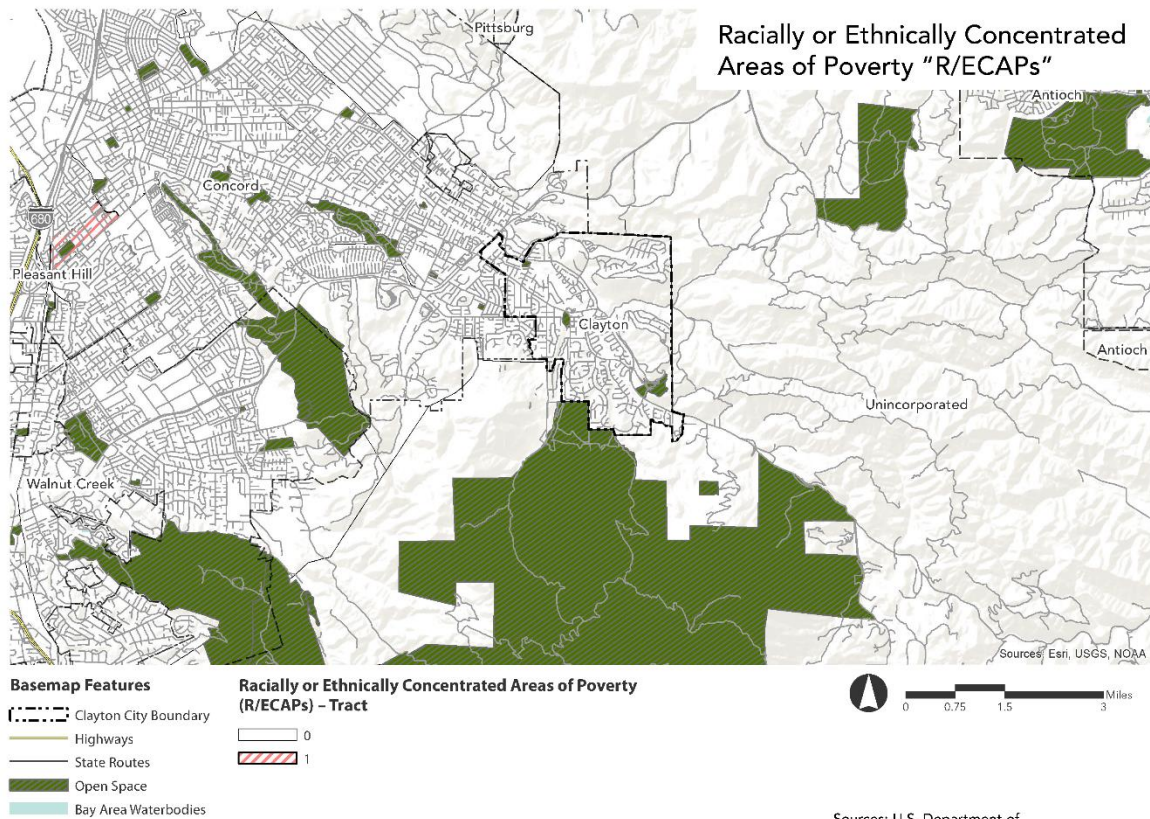 Racially or Ethnically Concentrated
Areas of Poverty "R/ECAPs"
Pittsburg
Antioch
Concord
680
Pleasant Hill
Clayton
Antioch
Unincorporated
Walnut Creek
Sources: Esri, USGS, NOAA
Basemap Features
Clayton City Boundary
Highways
State Routes
Open Space
Bay Area Waterbodies
Racially or Ethnically Concentrated Areas of Poverty
(R/ECAPs) – Tract
0
1
Miles
0 0.75 1.5 3
Sources: U.S. Department of